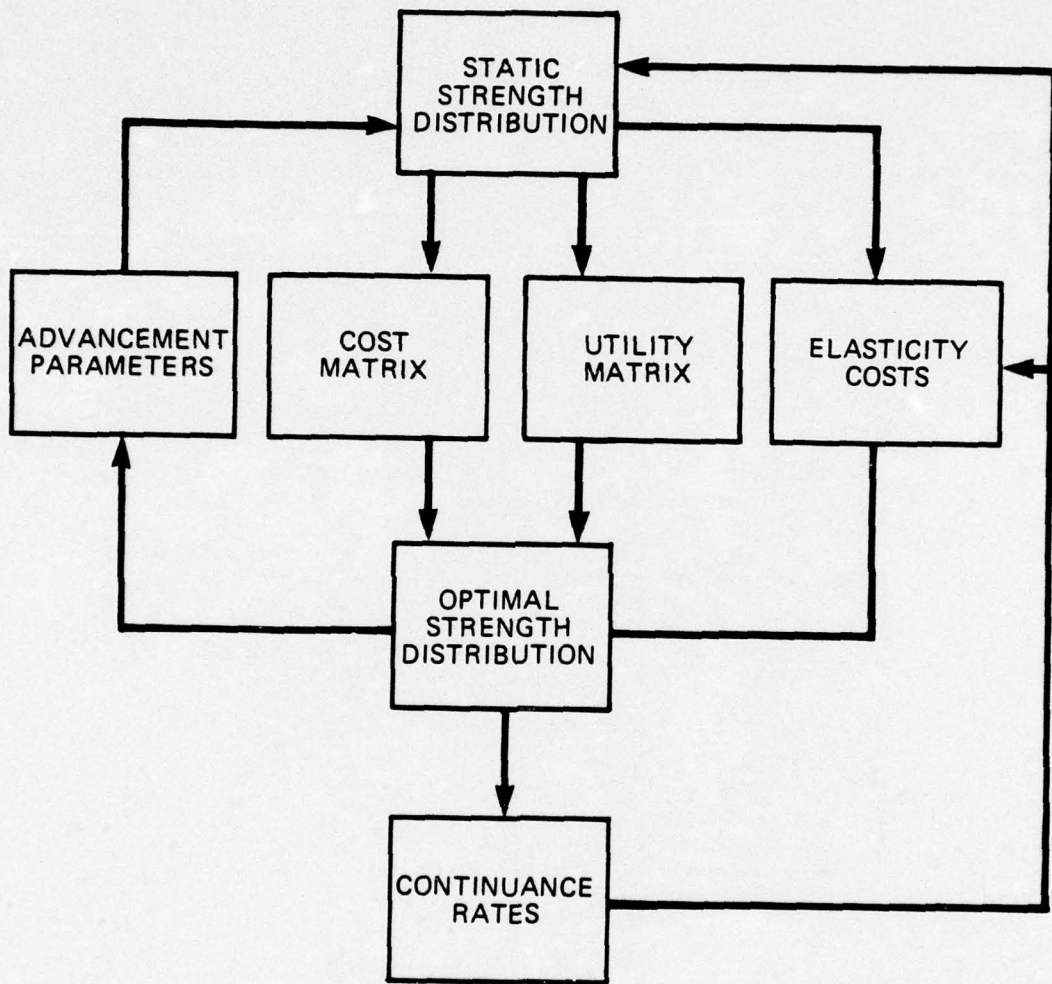 STATIC
STRENGTH
DISTRIBUTION
ADVANCEMENT
PARAMETERS
COST
MATRIX
UTILITY
MATRIX
ELASTICITY
COSTS
OPTIMAL
STRENGTH
DISTRIBUTION
CONTINUANCE
RATES